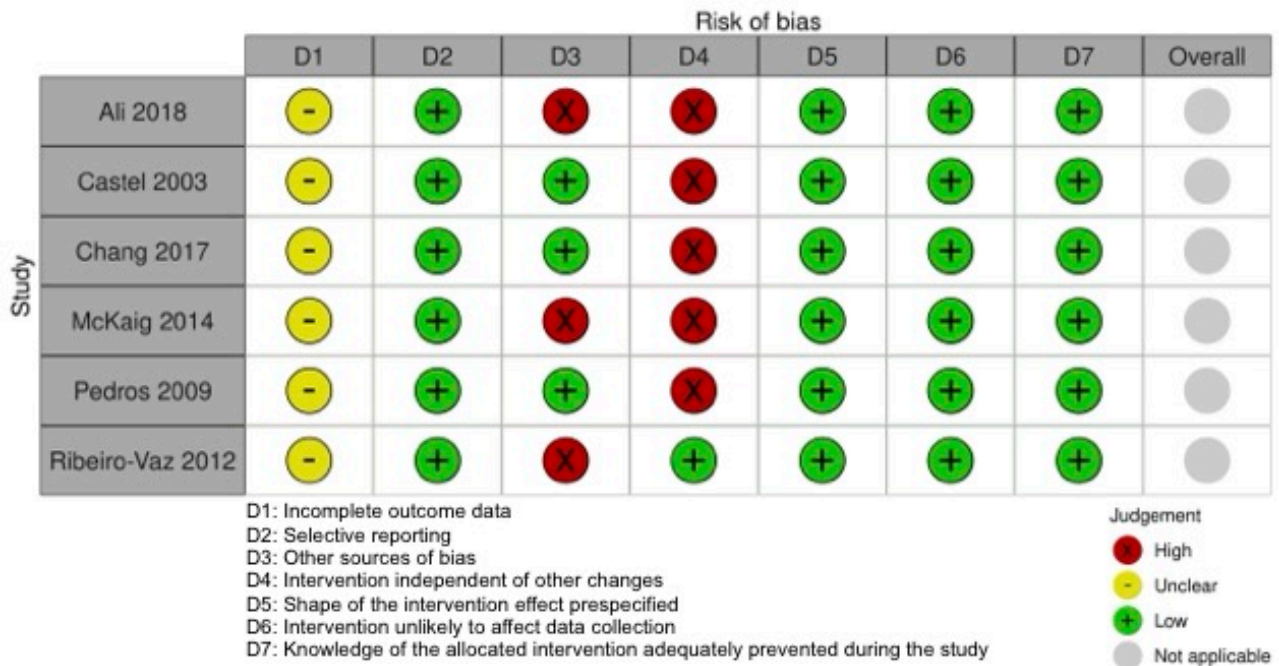 Risk of bias
D1 D2 D3 D4 D5 D6 D7 Overall
Study
Ali 2018 - + X X + + +
Castel 2003 - + + X + + +
Chang 2017 - + + X + + +
McKaig 2014 - + X X + + +
Pedros 2009 - + + X + + +
Ribeiro-Vaz 2012 - + X + + + +
D1: Incomplete outcome data
D2: Selective reporting
D3: Other sources of bias
D4: Intervention independent of other changes
D5: Shape of the intervention effect prespecified
D6: Intervention unlikely to affect data collection
D7: Knowledge of the allocated intervention adequately prevented during the study
Judgement
X High
- Unclear
+ Low
Not applicable